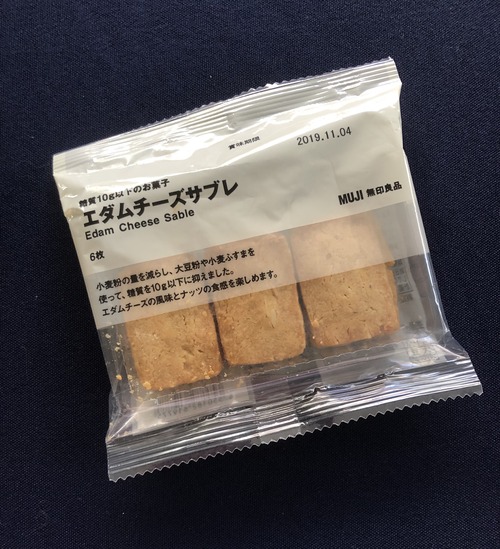 賞味期限 2019.11.04
糖質10g以下のお菓子
エダムチーズサブレ
Edam Cheese Sable
MUJI 無印良品
6枚
小麦粉の量を減らし、大豆粉や小麦ふすまを
使って、糖質を10g以下に抑えました。
エダムチーズの風味とナッツの食感を楽しめます。